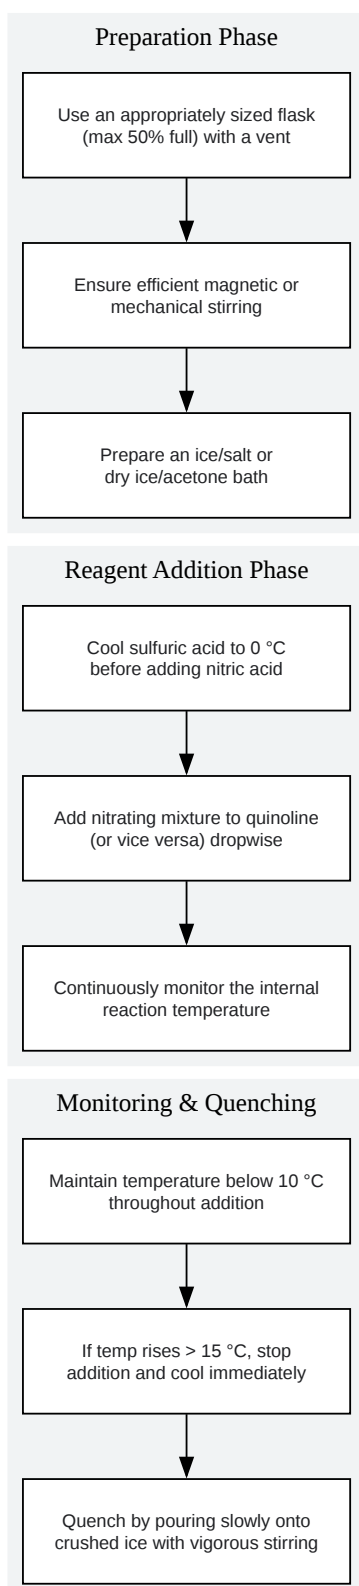 Preparation Phase
Use an appropriately sized flask
(max 50% full) with a vent
Ensure efficient magnetic or
mechanical stirring
Prepare an ice/salt or
dry ice/acetone bath
Reagent Addition Phase
Cool sulfuric acid to 0 °C
before adding nitric acid
Add nitrating mixture to quinoline
(or vice versa) dropwise
Continuously monitor the internal
reaction temperature
Monitoring & Quenching
Maintain temperature below 10 °C
throughout addition
If temp rises > 15 °C, stop
addition and cool immediately
Quench by pouring slowly onto
crushed ice with vigorous stirring